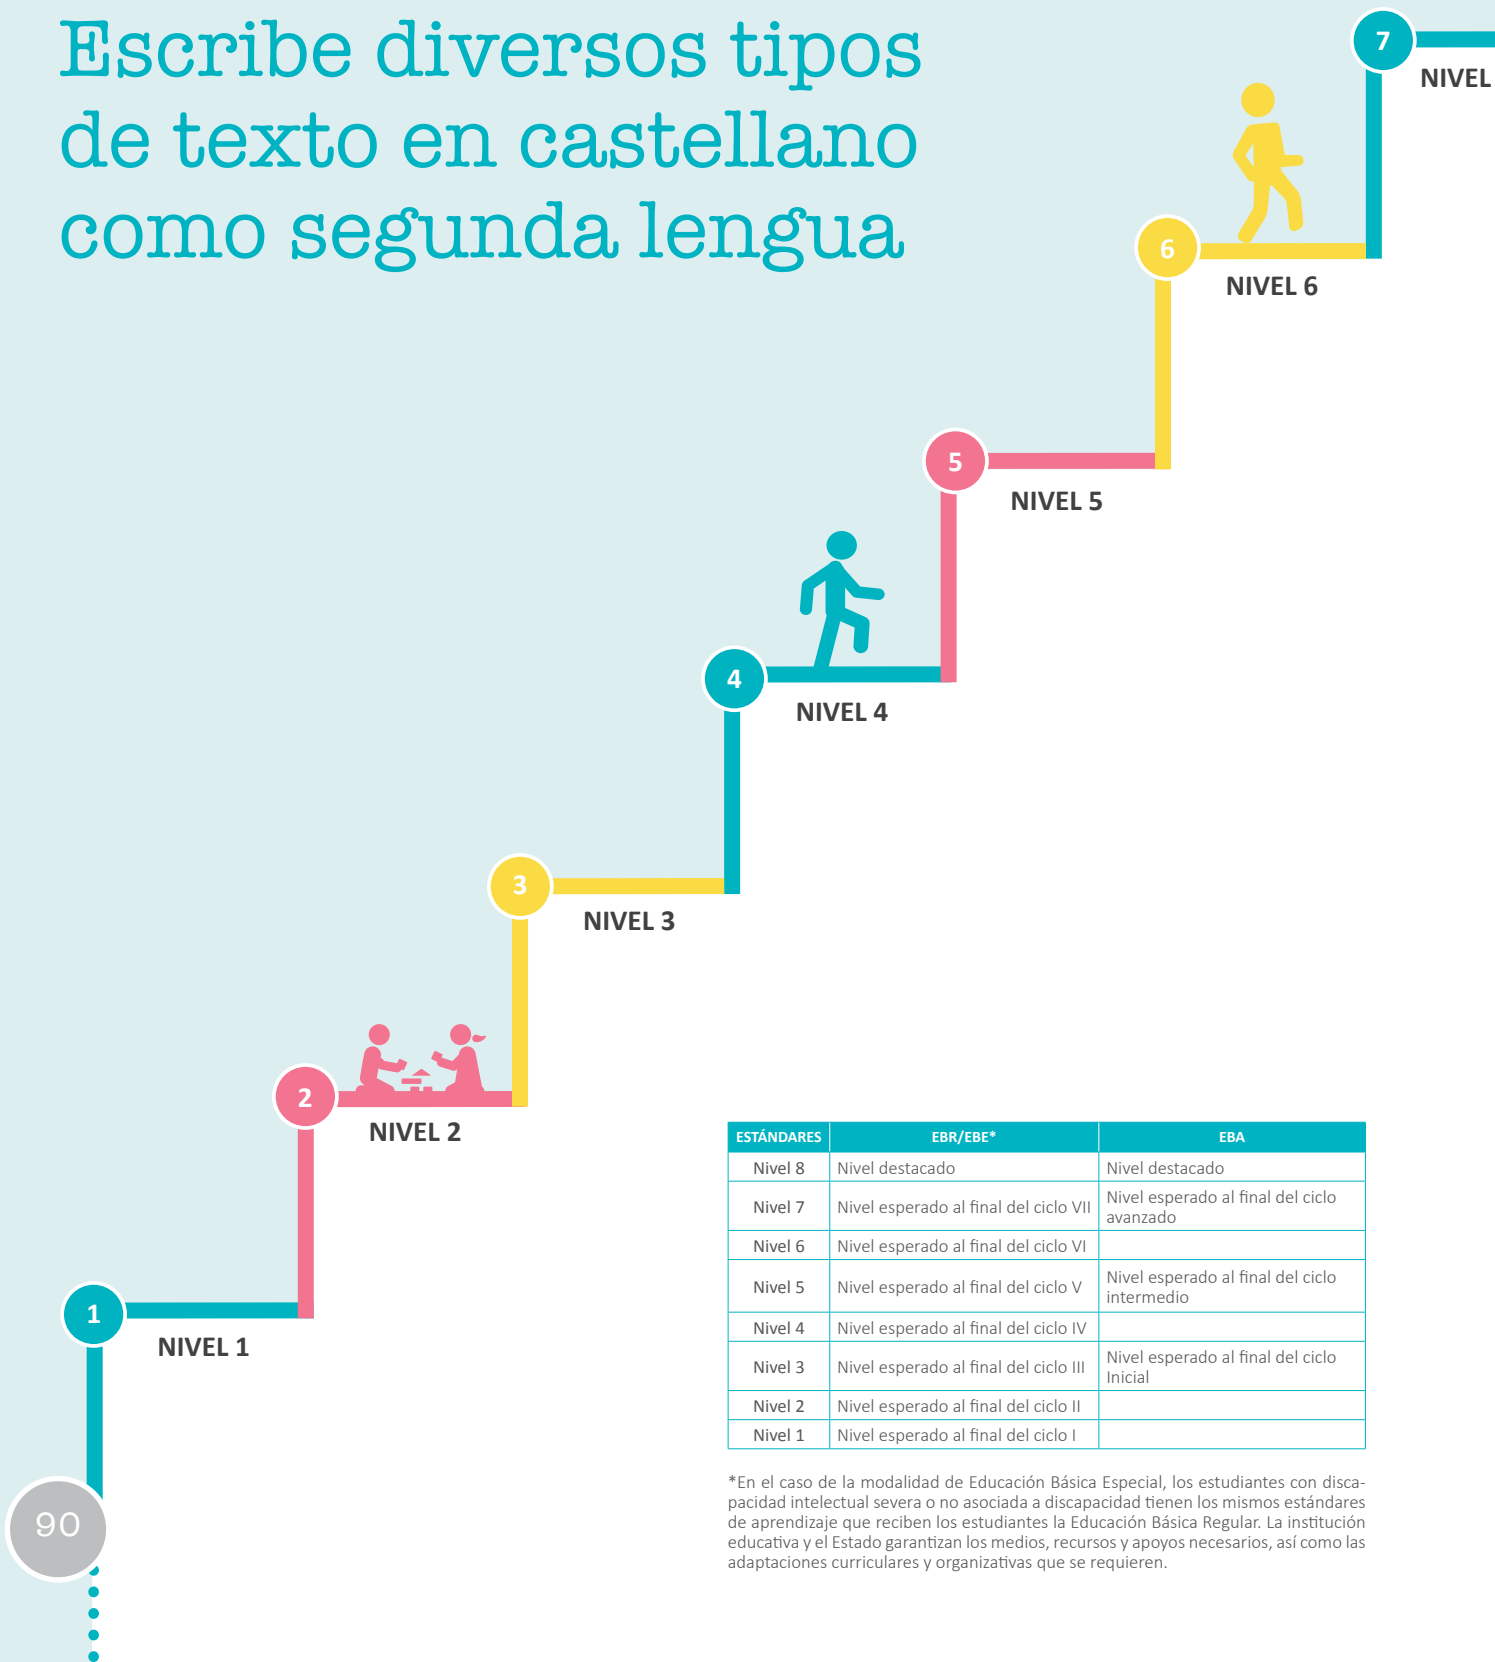 Escribe diversos tipos
de texto en castellano
como segunda lengua
7
NIVEL
6
NIVEL 6
5
NIVEL 5
4
NIVEL 4
3
NIVEL 3
2
NIVEL 2
1
NIVEL 1
ESTÁNDARES EBR/EBE* EBA
Nivel 8 Nivel destacado Nivel destacado
Nivel 7 Nivel esperado al final del ciclo VII Nivel esperado al final del ciclo
avanzado
Nivel 6 Nivel esperado al final del ciclo VI
Nivel 5 Nivel esperado al final del ciclo V Nivel esperado al final del ciclo
intermedio
Nivel 4 Nivel esperado al final del ciclo IV
Nivel 3 Nivel esperado al final del ciclo III Nivel esperado al final del ciclo
Inicial
Nivel 2 Nivel esperado al final del ciclo II
Nivel 1 Nivel esperado al final del ciclo I
*En el caso de la modalidad de Educación Básica Especial, los estudiantes con disca-
pacidad intelectual severa o no asociada a discapacidad tienen los mismos estándares
de aprendizaje que reciben los estudiantes la Educación Básica Regular. La institución
educativa y el Estado garantizan los medios, recursos y apoyos necesarios, así como las
adaptaciones curriculares y organizativas que se requieren.
90